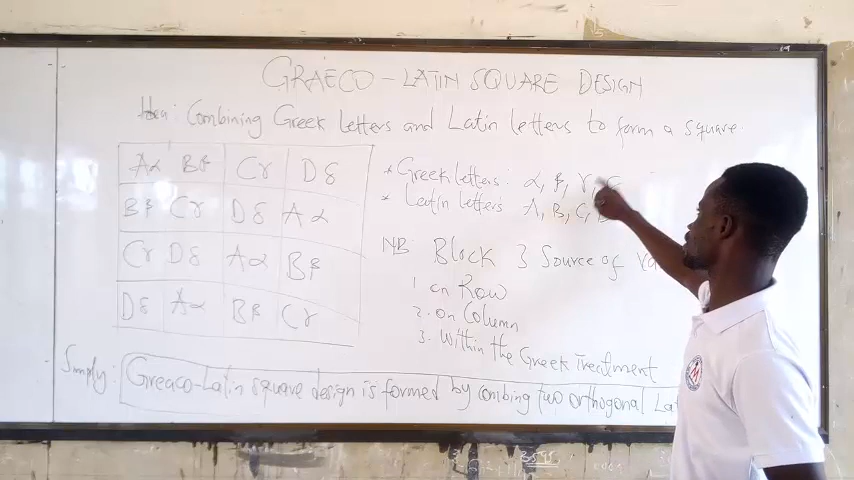 GRAECO-LATIN SQUARE DESIGN
Idea: Combining Greek letters and Latin letters to form a square.
Aα Bβ Cγ Dδ
Bβ Cγ Dδ Aα
Cγ Dδ Aα Bβ
Dδ Aα Bβ Cγ
* Greek letters: α, β, γ,
* Latin letters A, B, C,
NB: Block 3 Source of
1 on Row
2. on Column
3. Within the Greek Treatment
Simply: Greaco-Latin square design is formed by combing two orthogonal